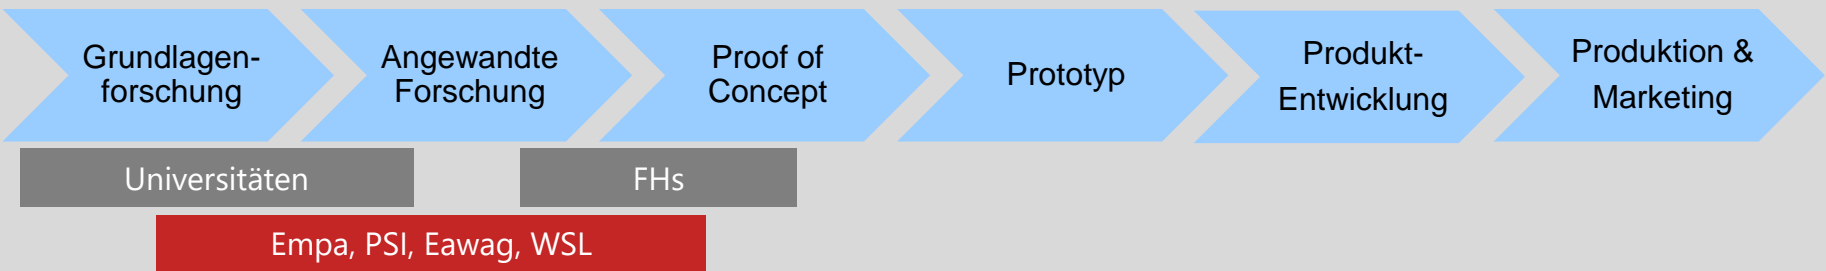 Grundlagen-
forschung
Angewandte
Forschung
Proof of
Concept
Prototyp
Produkt-
Entwicklung
Produktion &
Marketing
Universitäten
FHs
Empa, PSI, Eawag, WSL